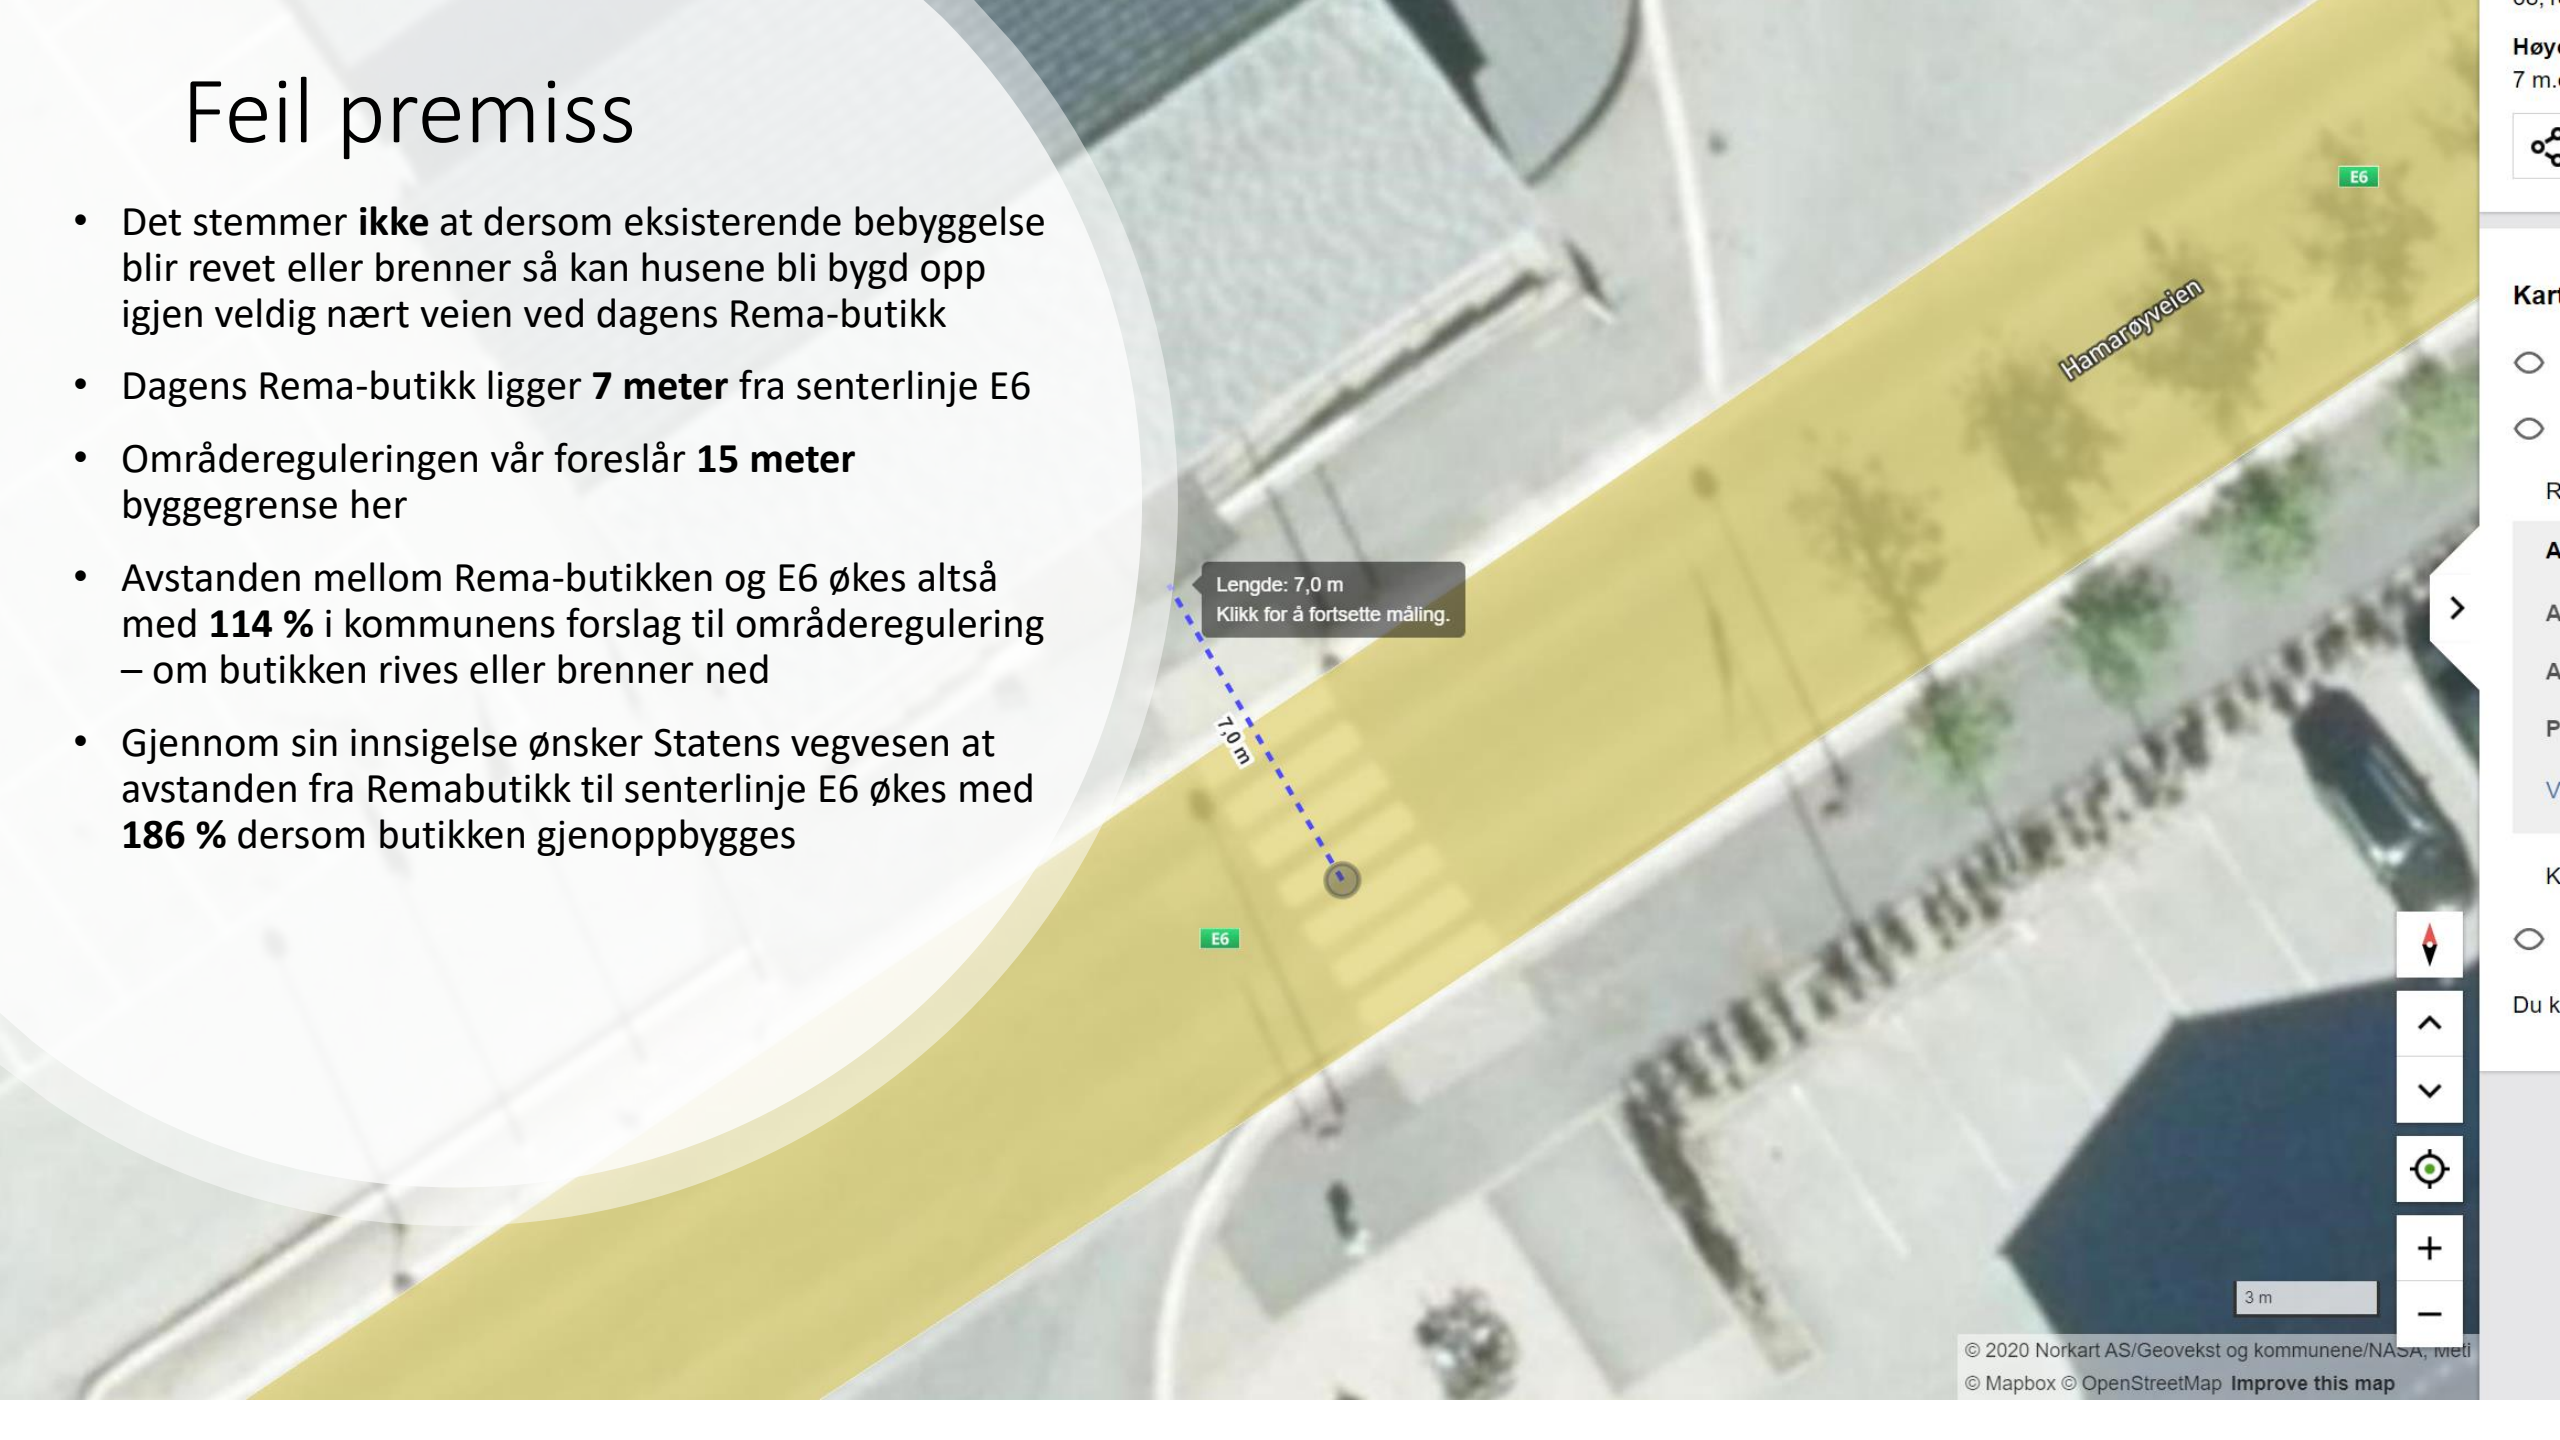 Feil premiss
• Det stemmer ikke at dersom eksisterende bebyggelse
blir revet eller brenner så kan husene bli bygd opp
igjen veldig nært veien ved dagens Rema-butikk
• Dagens Rema-butikk ligger 7 meter fra senterlinje E6
• Områdereguleringen vår foreslår 15 meter
byggegrense her
• Avstanden mellom Rema-butikken og E6 økes altså
med 114 % i kommunens forslag til områderegulering
– om butikken rives eller brenner ned
• Gjennom sin innsigelse ønsker Statens vegvesen at
avstanden fra Remabutikk til senterlinje E6 økes med
186 % dersom butikken gjenoppbygges
Lengde: 7,0 m
Klikk for å fortsette måling.
7,0 m
E6
Hamarøyveien
E6
7 m.
Du k
3 m
© 2020 Norkart AS/Geovekst og kommunene/NASA, Meti
© Mapbox © OpenStreetMap Improve this map